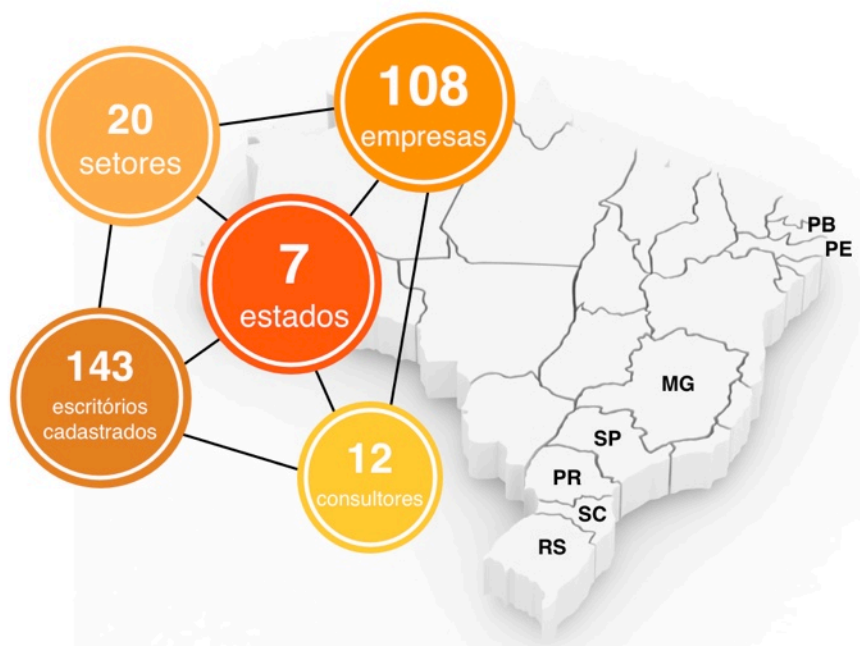 108
empresas
20
setores
7
estados
143
escritórios
cadastrados
12
consultores
PB
PE
MG
SP
PR
SC
RS